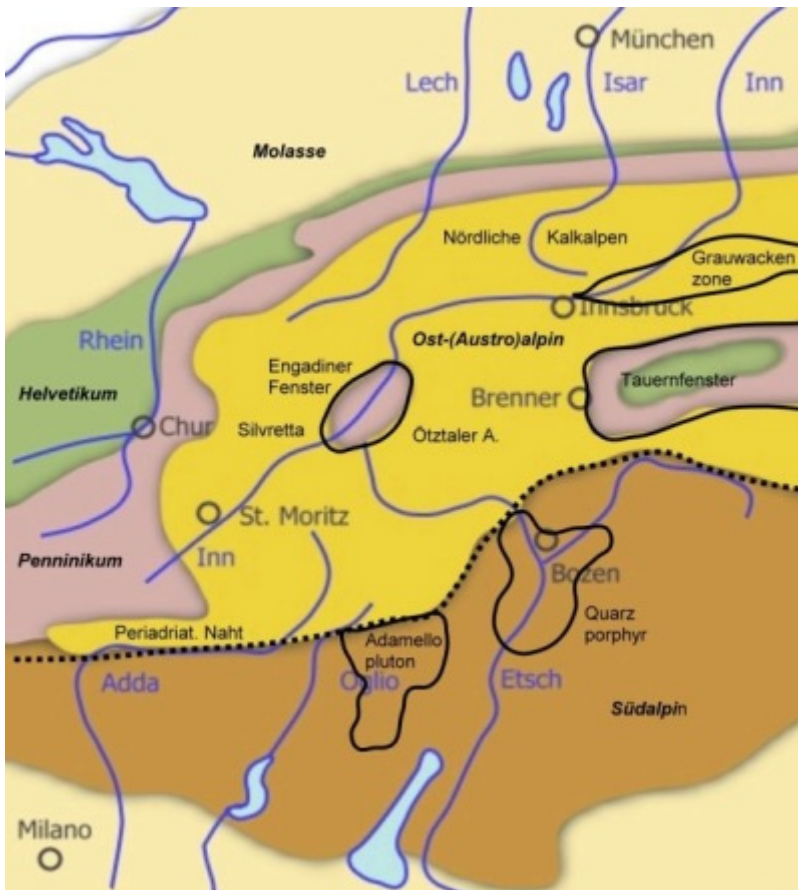 München
Lech
Isar
Inn
Molasse
Nördliche
Kalkalpen
Grauwacken
zone
Innsbruck
Rhein
Ost-(Austro)alpin
Engadiner
Fenster
Helvetikum
Brenner
Tauernfenster
Chur
Silvretta
Ötztaler A.
St. Moritz
Inn
Penninikum
Bozen
Periadriat. Naht
Quarz
porphyr
Adamello
pluton
Adda
Oglio
Etsch
Südalpin
Milano